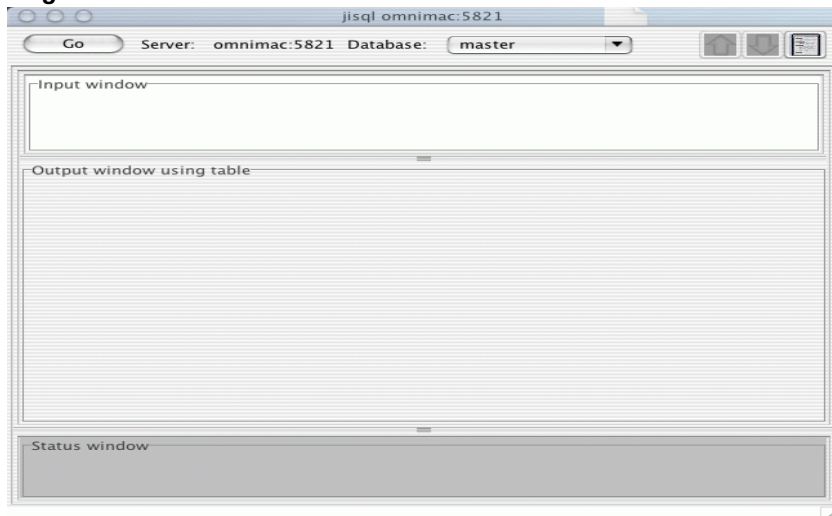 jisql omnimac:5821
Go Server: omnimac:5821 Database: master
Input window
Output window using table
Status window